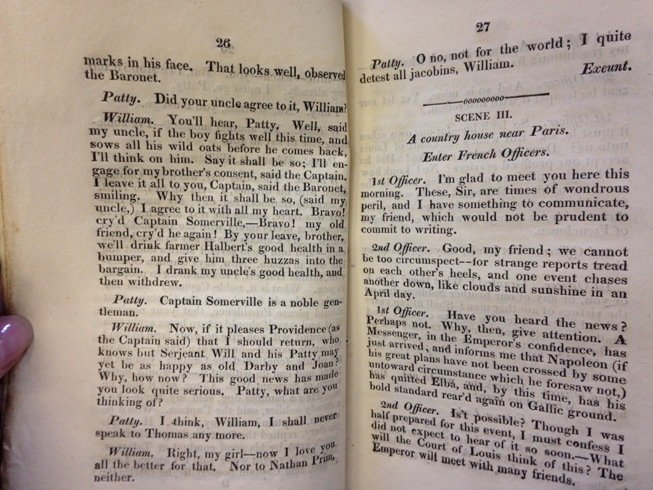 26
marks in his face. That looks well, observed
the Baronet.
Patty. Did your uncle agree to it, William?
William. You'll hear, Patty. Well, said
my uncle, if the boy fights well this time, and
sows all his wild oats before he comes back,
I'll think on him. Say it shall be so; I'll en-
gage for my brother's consent, said the Captain.
I leave it all to you, Captain, said the Baronet,
smiling. Why then it shall be so, (said my
uncle,) I agree to it with all my heart. Bravo!
cry'd Captain Somerville,—Bravo! my old
friend, cry'd he again! By your leave, brother,
we'll drink farmer Halbert's good health in a
bumper, and give him three huzzas into the
bargain. I drank my uncle's good health, and
then withdrew.
Patty. Captain Somerville is a noble gen-
tleman.
William. Now, if it pleases Providence (as
the Captain said) that I should return, who
knows but Serjeant Will and his Patty may
yet be as happy as old Darby and Joan?
Why, how now? This good news has made
you look quite serious. Patty, what are you
thinking of?
Patty. I think, William, I shall never
speak to Thomas any more.
William. Right, my girl—now I love you
all the better for that. Nor to Nathan Prim,
neither.
27
Patty. O no, not for the world; I quite
detest all jacobins, William.
Exeunt.
SCENE III.
A country house near Paris.
Enter French Officers.
1st Officer. I'm glad to meet you here this
morning. These, Sir, are times of wondrous
peril, and I have something to communicate,
my friend, which would not be prudent to
commit to writing.
2nd Officer. Good, my friend; we cannot
be too circumspect--for strange reports tread
on each other's heels, and one event chases
another down, like clouds and sunshine in an
April day.
1st Officer. Have you heard the news?
Perhaps not. Why, then, give attention. A
Messenger, in the Emperor's confidence, has
just arrived, and informs me that Napoleon (if
his great plans have not been crossed by some
untoward circumstance which he foresaw not,)
has quitted Elba, and, by this time, has his
bold standard rear'd again on Gallic ground.
2nd Officer. Is't possible? Though I was
half prepared for this event, I must confess I
did not expect to hear of it so soon.—What
will the Court of Louis think of this? The
Emperor will meet with many friends.